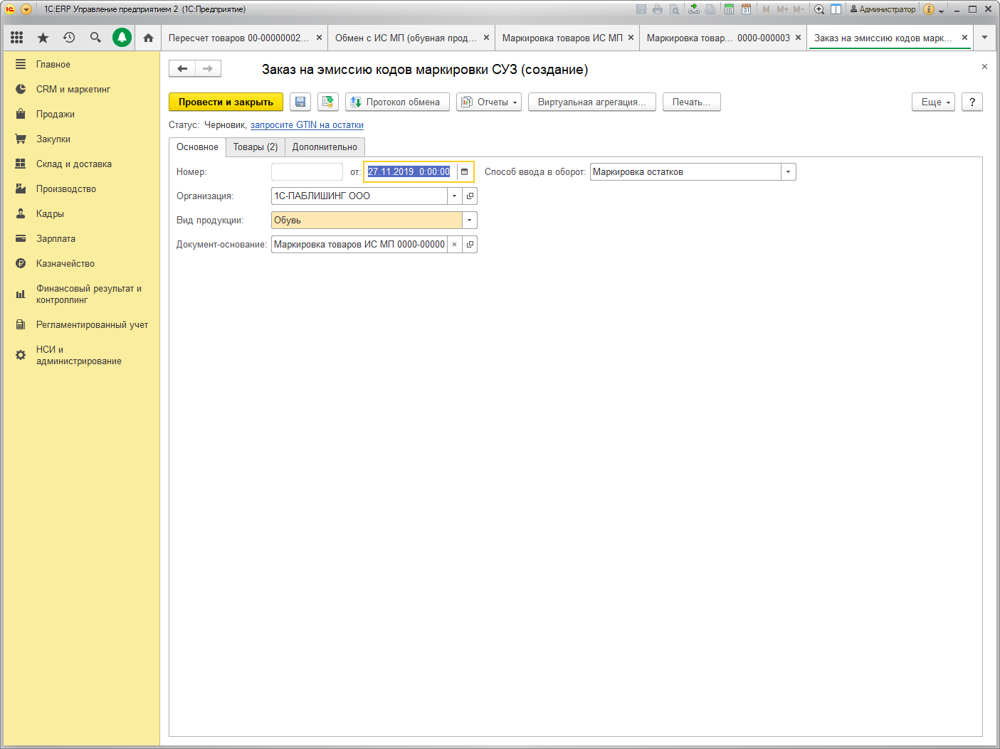 1С:ERP Управление предприятием 2 (1С:Предприятие)
31 M M+ M- Администратор
Пересчет товаров 00-00000002... Обмен с ИС МП (обувная прод... Маркировка товаров ИС МП Маркировка товар... 0000-000003 Заказ на эмиссию кодов марк...
Главное
CRM и маркетинг
Продажи
Закупки
Склад и доставка
Производство
Кадры
Зарплата
Казначейство
Финансовый результат и
контроллинг
Регламентированный учет
НСИ и
администрирование
Заказ на эмиссию кодов маркировки СУЗ (создание)
Провести и закрыть Протокол обмена Отчеты Виртуальная агрегация... Печать... Еще ?
Статус: Черновик, запросите GTIN на остатки
Основное Товары (2) Дополнительно
Номер: от: 27.11.2019 0:00:00 Способ ввода в оборот: Маркировка остатков
Организация: 1С-ПАБЛИШИНГ ООО
Вид продукции: Обувь
Документ-основание: Маркировка товаров ИС МП 0000-00000